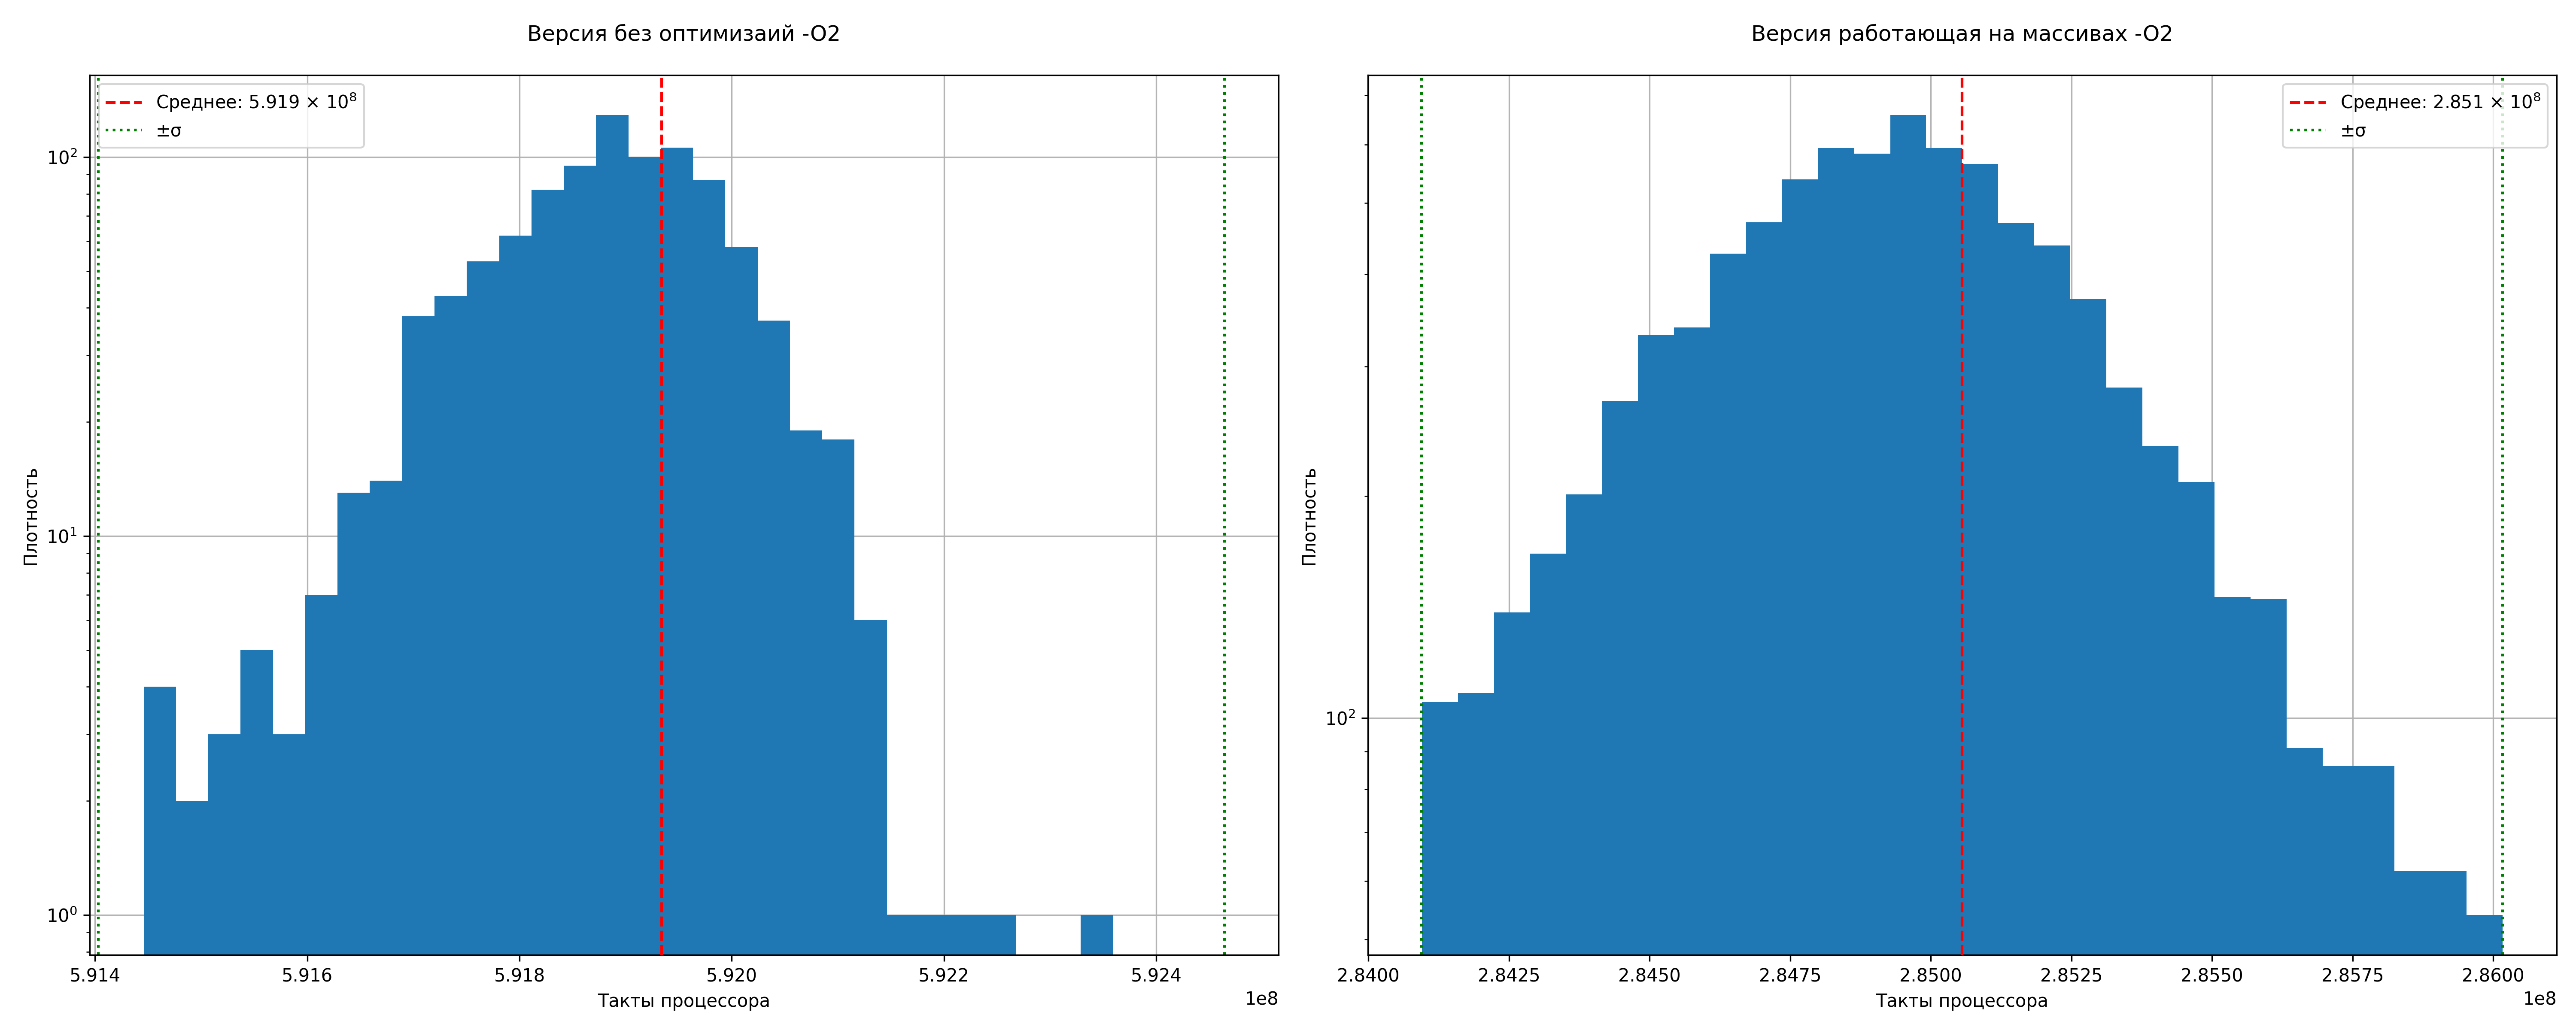 Версия без оптимизаий -O2
Среднее: 5.919 × 10⁸
±σ
Плотность
10²
10¹
10⁰
5.914 5.916 5.918 5.920 5.922 5.924
1e8
Такты процессора
Версия работающая на массивах -O2
Среднее: 2.851 × 10⁸
±σ
Плотность
10²
2.8400 2.8425 2.8450 2.8475 2.8500 2.8525 2.8550 2.8575 2.8600
1e8
Такты процессора